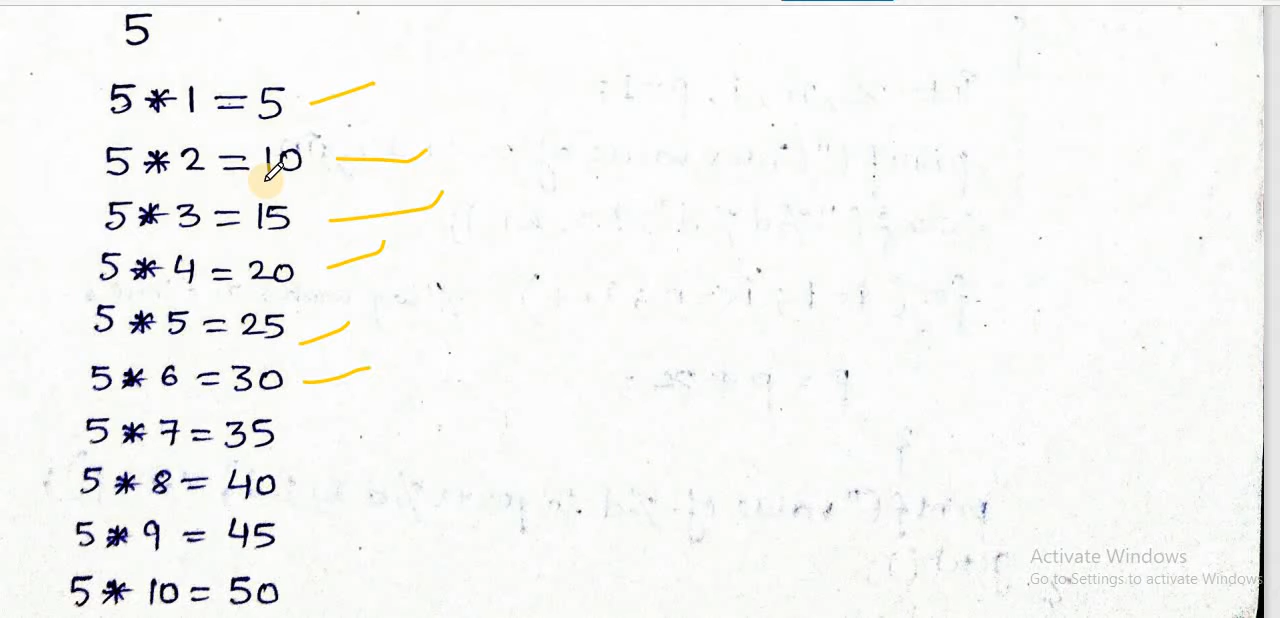 5
5 * 1 = 5
5 * 2 = 10
5 * 3 = 15
5 * 4 = 20
5 * 5 = 25
5 * 6 = 30
5 * 7 = 35
5 * 8 = 40
5 * 9 = 45
5 * 10 = 50
Activate Windows
Go to Settings to activate Windows